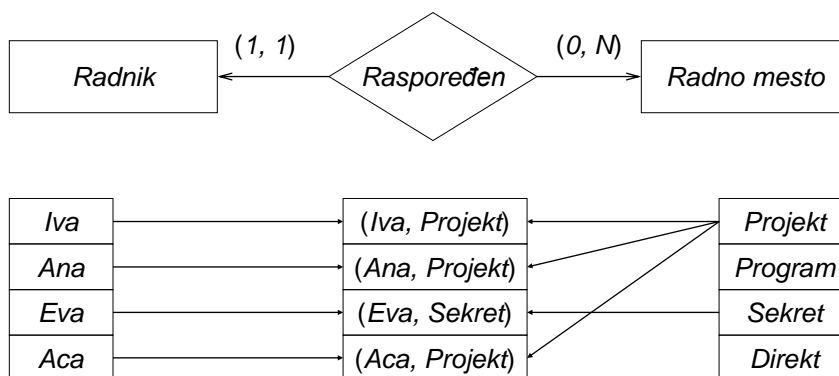 (1, 1) (0, N)
Radnik Raspoređen Radno mesto
Iva (Iva, Projekt) Projekt
Ana (Ana, Projekt) Program
Eva (Eva, Sekret) Sekret
Aca (Aca, Projekt) Direkt